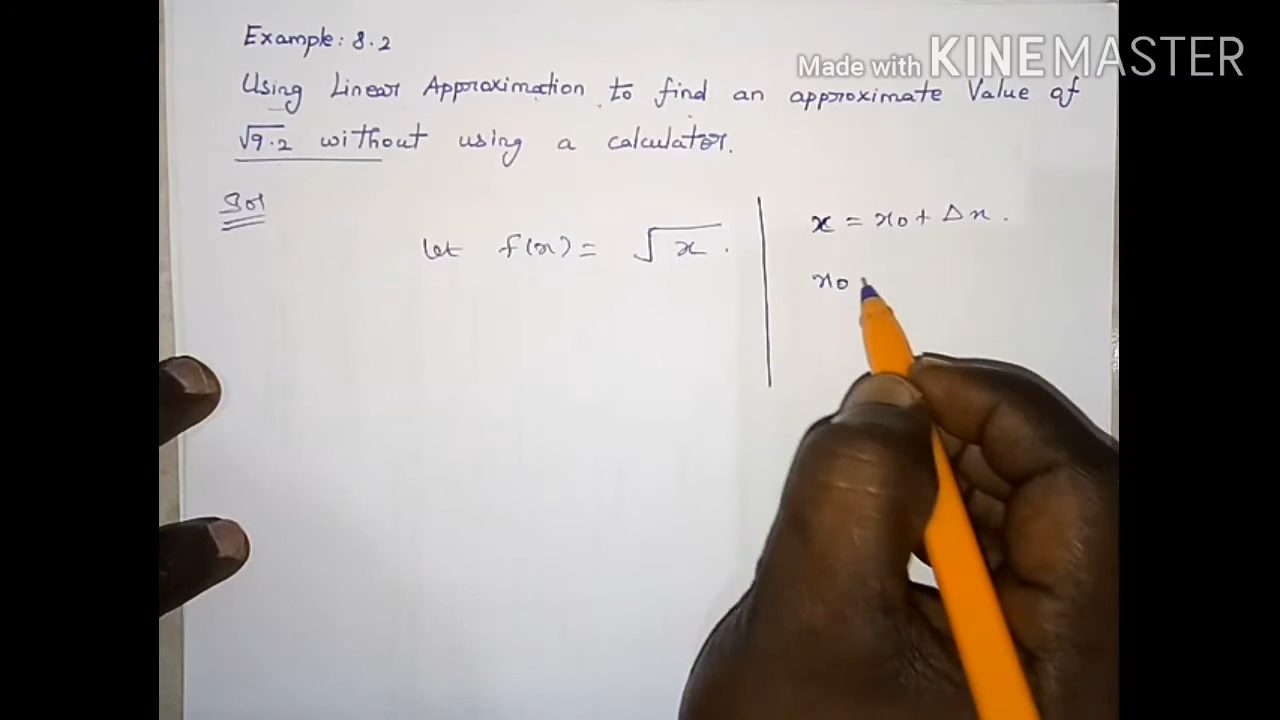 Example: 8.2
Made with KINEMASTER
Using Linear Approximation to find an approximate Value of
√9.2 without using a calculator.
Sol
let f(x) = √x.
x = x0 + Δx.
x0